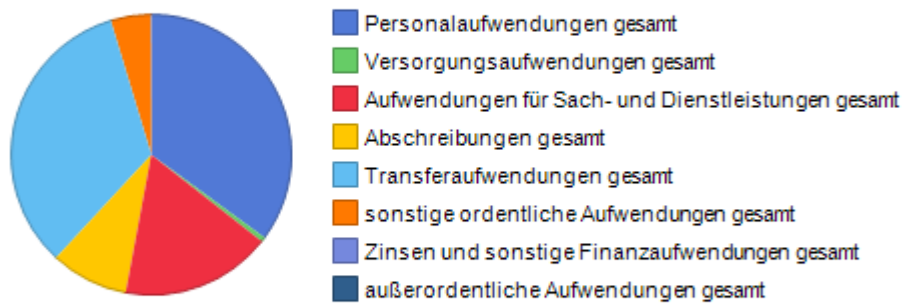 Personalaufwendungen gesamt
Versorgungsaufwendungen gesamt
Aufwendungen für Sach- und Dienstleistungen gesamt
Abschreibungen gesamt
Transferaufwendungen gesamt
sonstige ordentliche Aufwendungen gesamt
Zinsen und sonstige Finanzaufwendungen gesamt
außerordentliche Aufwendungen gesamt